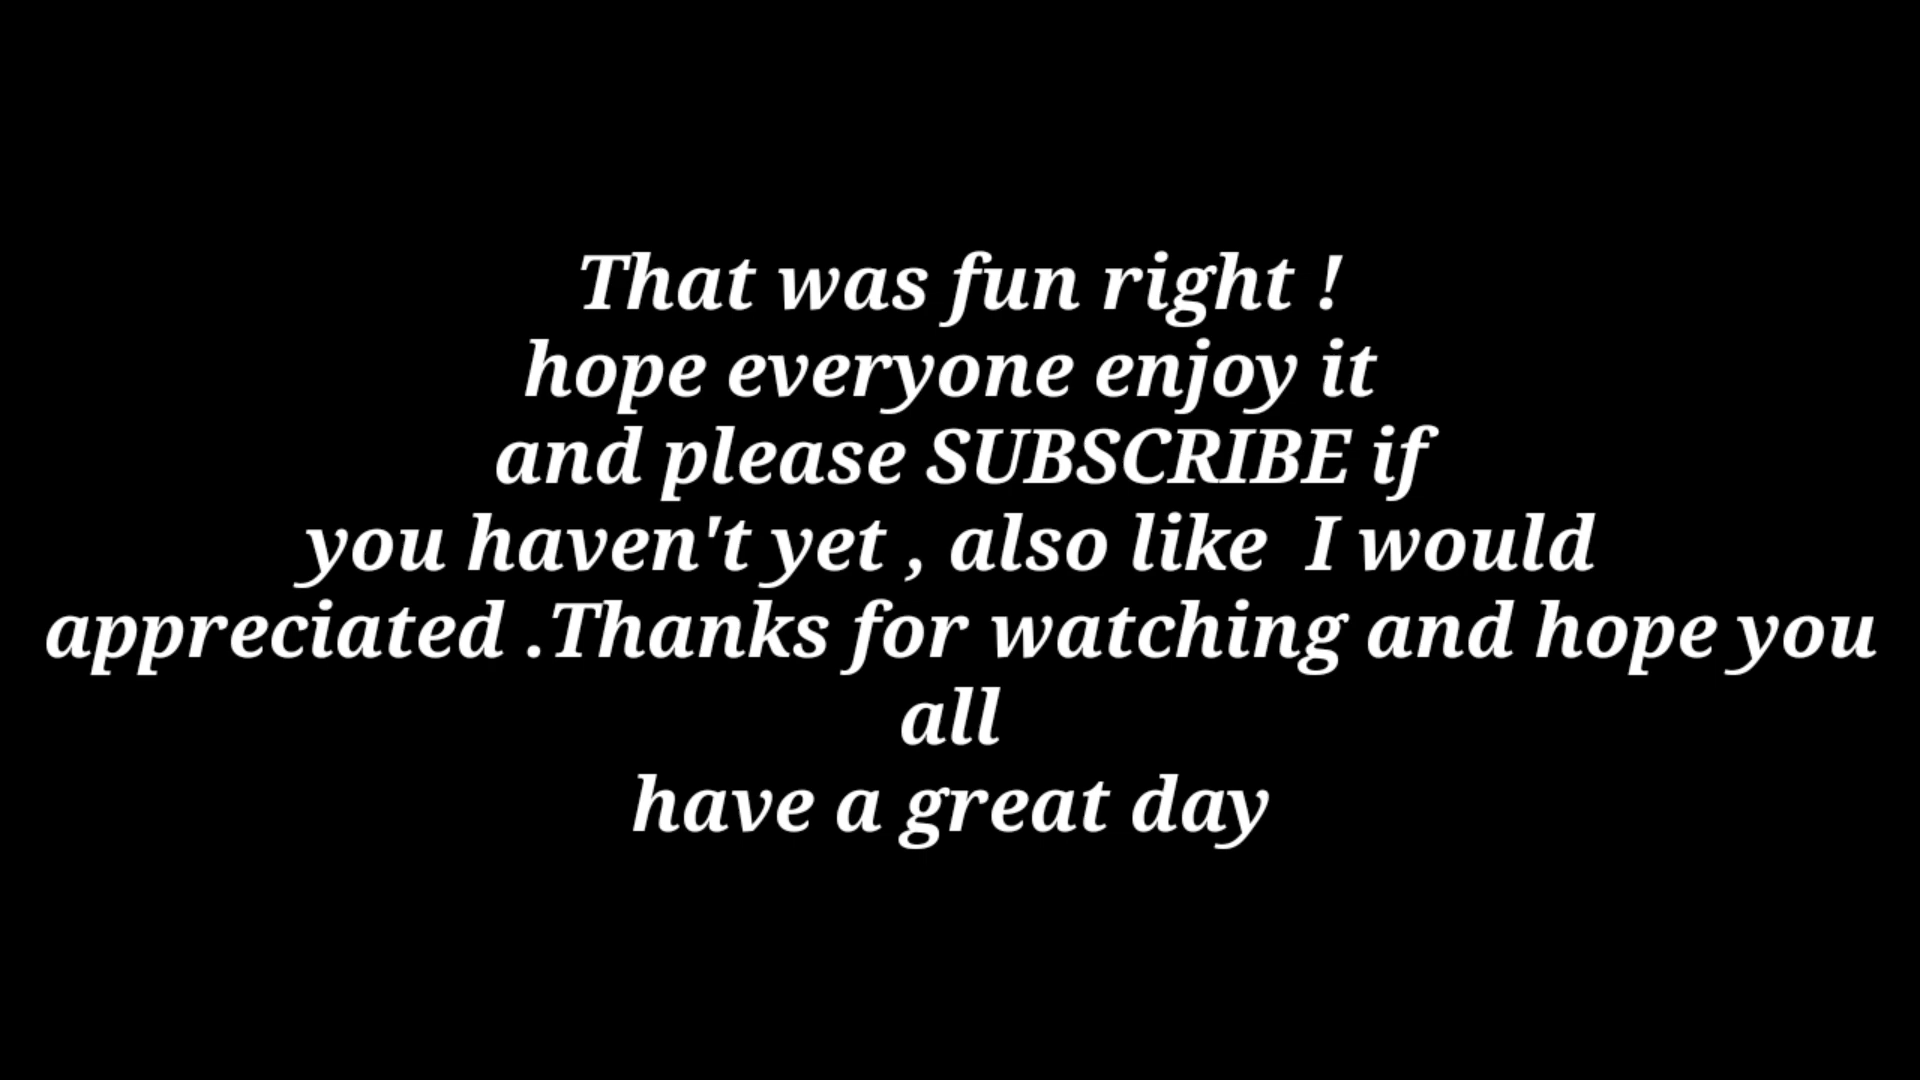 That was fun right !
hope everyone enjoy it
and please SUBSCRIBE if
you haven't yet , also like  I would
appreciated .Thanks for watching and hope you
all
have a great day